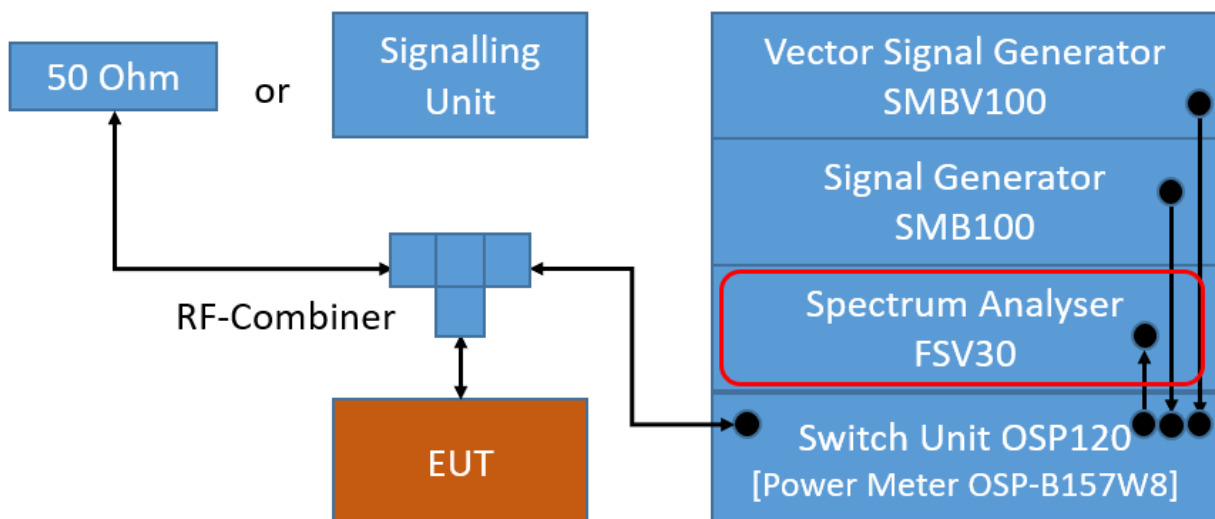 50 Ohm
or
Signalling
Unit
RF-Combiner
EUT
Vector Signal Generator
SMBV100
Signal Generator
SMB100
Spectrum Analyser
FSV30
Switch Unit OSP120
[Power Meter OSP-B157W8]